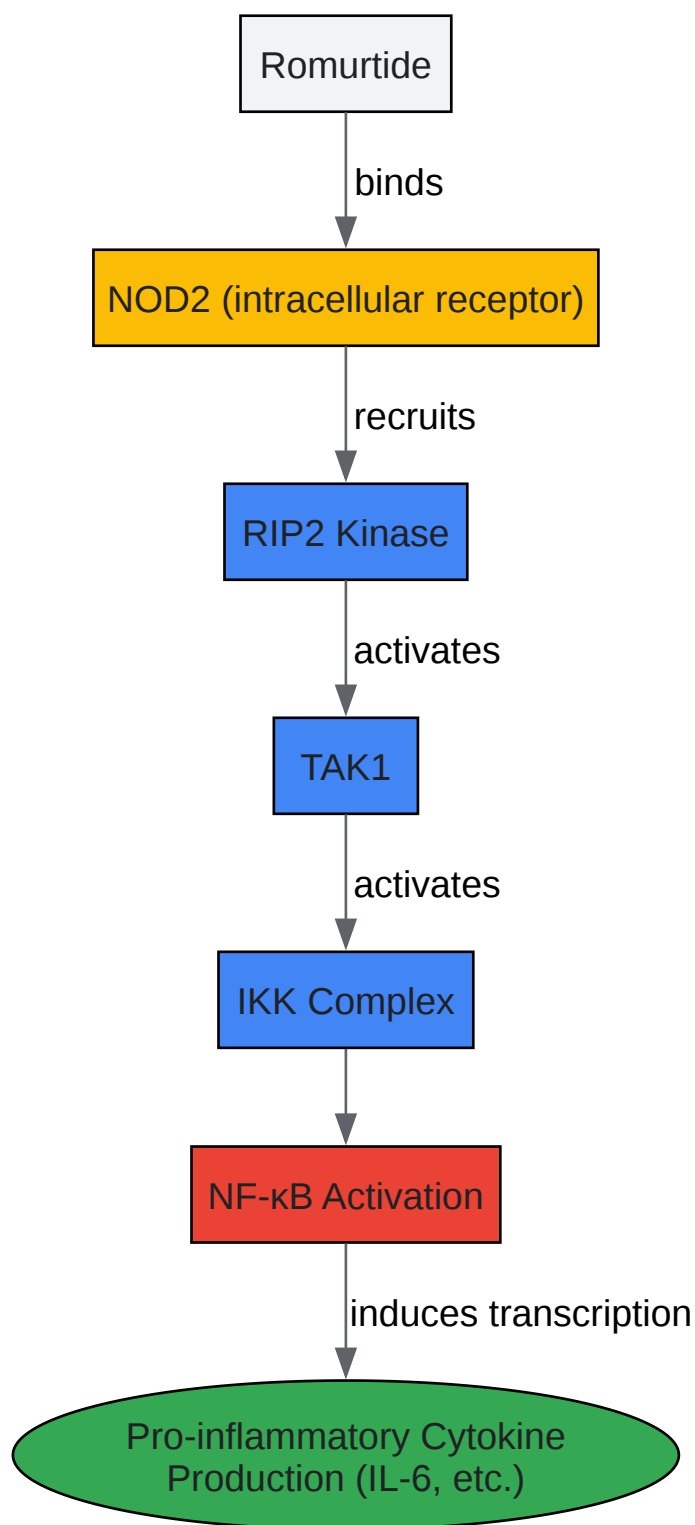 Romurtide
binds
NOD2 (intracellular receptor)
recruits
RIP2 Kinase
activates
TAK1
activates
IKK Complex
NF-κB Activation
induces transcription
Pro-inflammatory Cytokine
Production (IL-6, etc.)